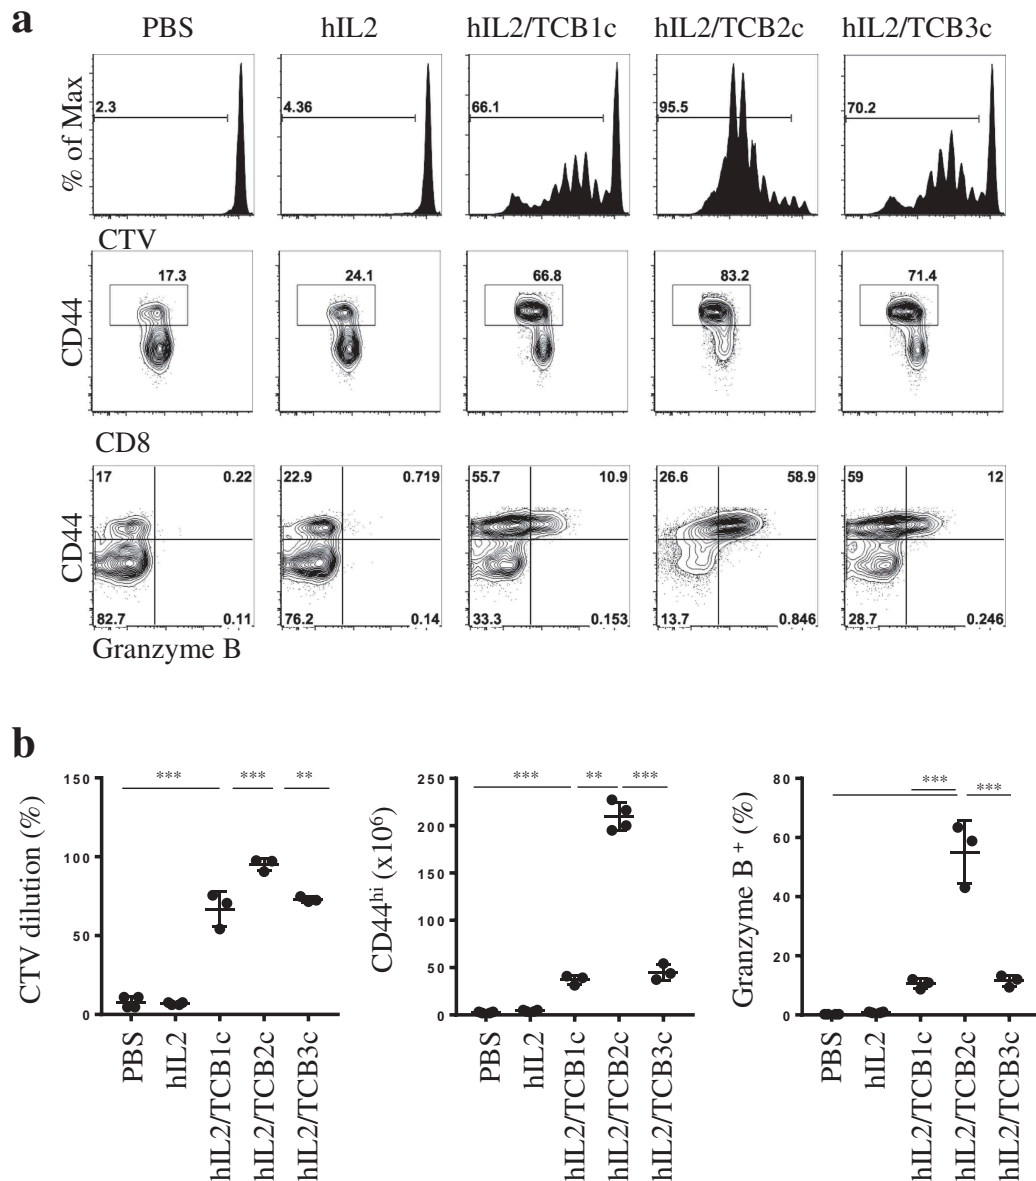 a
PBS hIL2 hIL2/TCB1c hIL2/TCB2c hIL2/TCB3c
% of Max
2.3 4.36 66.1 95.5 70.2
CTV
CD44
17.3 24.1 66.8 83.2 71.4
CD8
CD44
17 0.22 22.9 0.719 55.7 10.9 26.6 58.9 59 12
82.7 0.11 76.2 0.14 33.3 0.153 13.7 0.846 28.7 0.246
Granzyme B
b
CTV dilution (%)
150
100
50
0
*** *** **
PBS
hIL2
hIL2/TCB1c
hIL2/TCB2c
hIL2/TCB3c
CD44hi (x10⁶)
250
200
150
100
50
0
*** ** ***
PBS
hIL2
hIL2/TCB1c
hIL2/TCB2c
hIL2/TCB3c
Granzyme B + (%)
80
60
40
20
0
*** ***
PBS
hIL2
hIL2/TCB1c
hIL2/TCB2c
hIL2/TCB3c